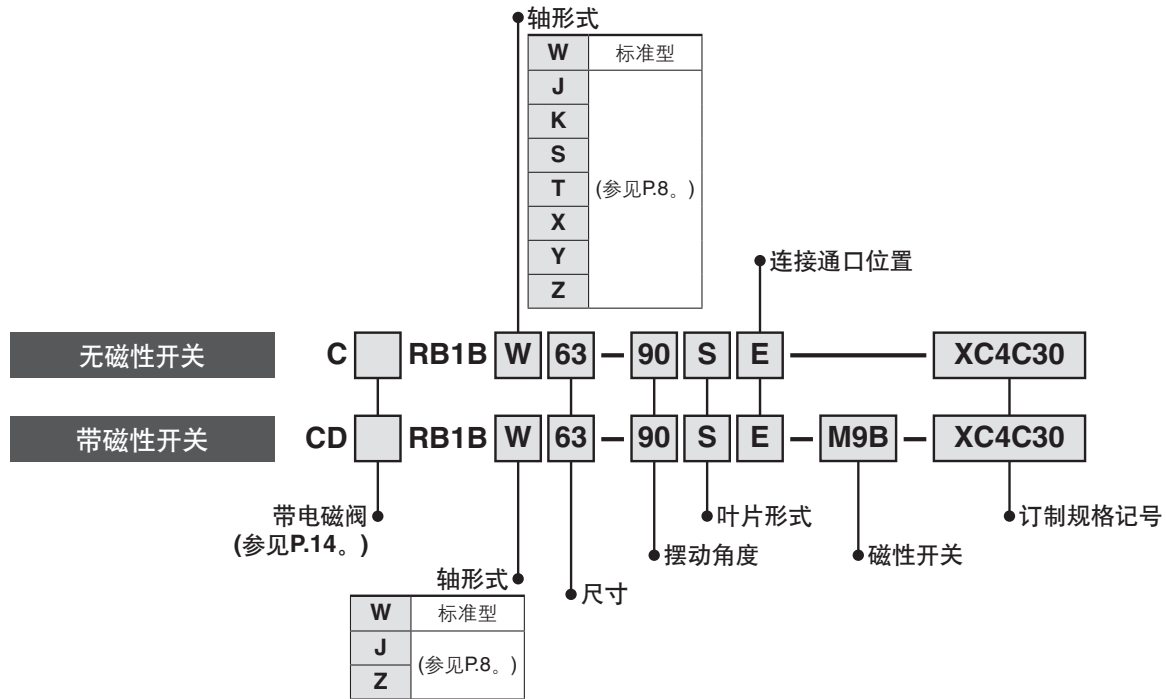 轴形式
W 标准型
J
K
S
T (参见P.8。)
X
Y
Z
连接通口位置
无磁性开关 C RB1B W 63 – 90 S E – XC4C30
带磁性开关 CD RB1B W 63 – 90 S E – M9B – XC4C30
带电磁阀
(参见P.14。)
叶片形式
订制规格记号
摆动角度
磁性开关
轴形式
尺寸
W 标准型
J (参见P.8。)
Z